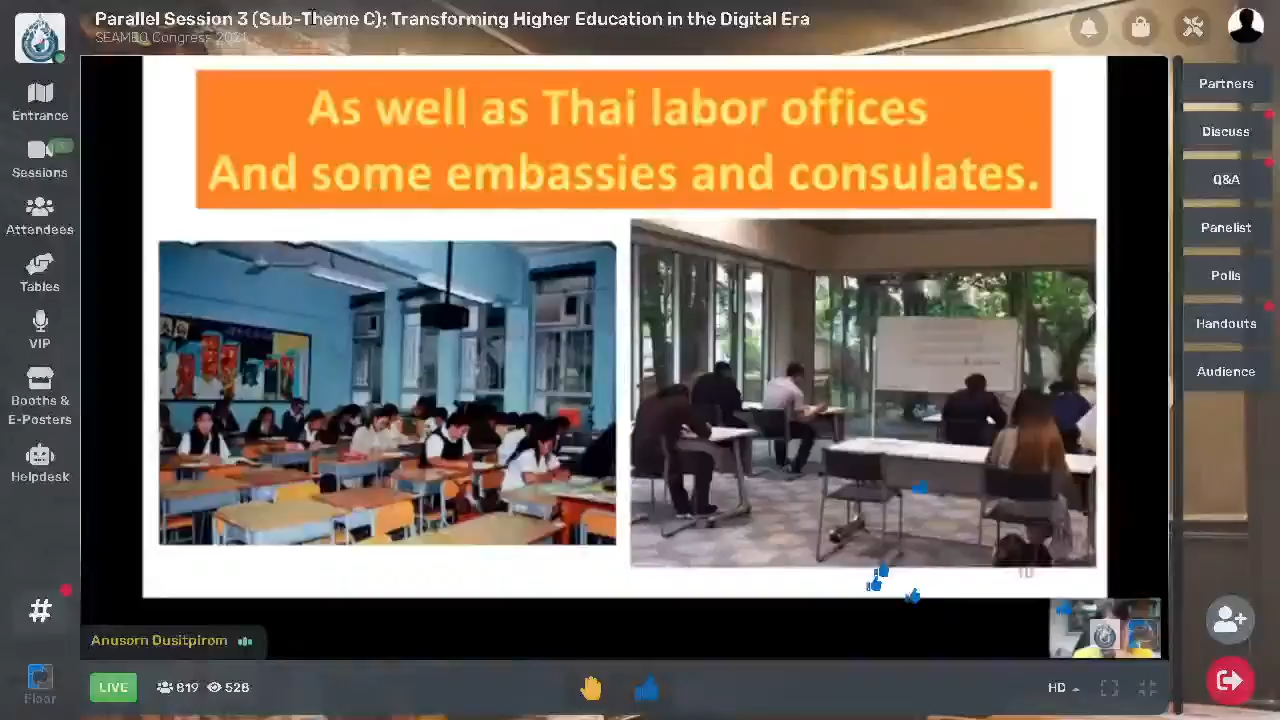 Parallel Session 3 (Sub-Theme C): Transforming Higher Education in the Digital Era
SEAMEO Congress 2021
Entrance
Sessions
Attendees
Tables
VIP
Booths &
E-Posters
Helpdesk
#
Floor
As well as Thai labor offices
And some embassies and consulates.
10
Anusorn Dusitpirom
LIVE
819
528
HD
Partners
Discuss
Q&A
Panelist
Polls
Handouts
Audience